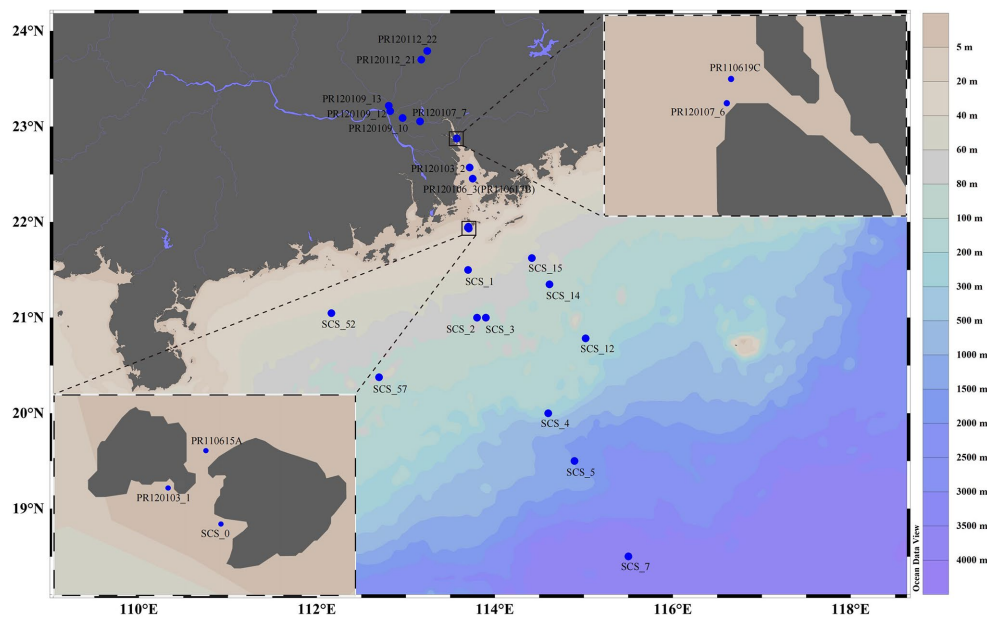 24°N
23°N
22°N
21°N
20°N
19°N
110°E
112°E
114°E
116°E
118°E
PR120112_22
PR120112_21
PR120109_13
PR120109_12
PR120109_10
PR120107_7
PR120103_2
PR120106_3(PR110617B)
SCS_1
SCS_15
SCS_14
SCS_52
SCS_2
SCS_3
SCS_12
SCS_57
SCS_4
SCS_5
SCS_7
PR110619C
PR120107_6
PR110615A
PR120103_1
SCS_0
Ocean Data View
5 m
20 m
40 m
60 m
80 m
100 m
200 m
300 m
500 m
1000 m
1500 m
2500 m
3000 m
3500 m
4000 m